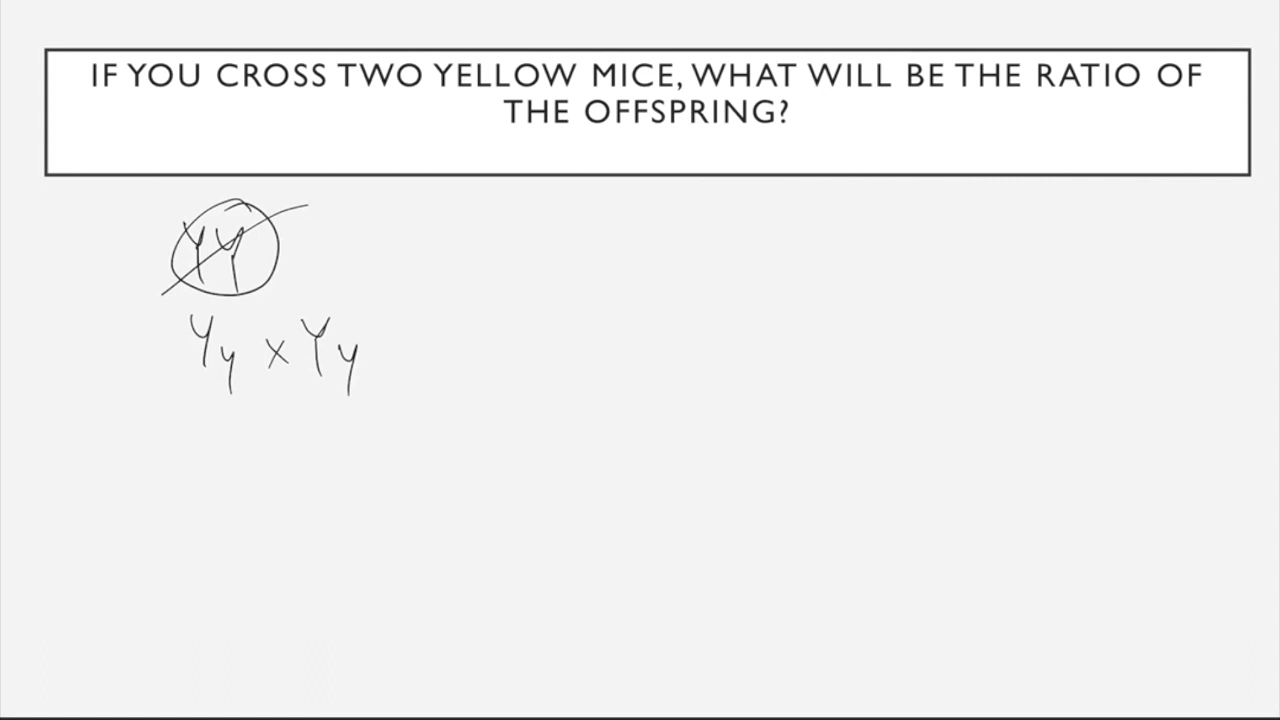 IF YOU CROSS TWO YELLOW MICE, WHAT WILL BE THE RATIO OF
THE OFFSPRING?
YY
Yy x Yy